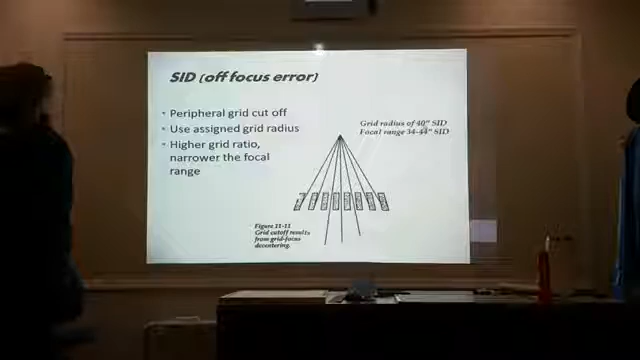 SID (off focus error)
• Peripheral grid cut off
• Use assigned grid radius
• Higher grid ratio,
narrower the focal
range
Grid radius of 40" SID
Focal range 34-44" SID
Figure 11-11
Grid cutoff results
from grid-focus
decentering.